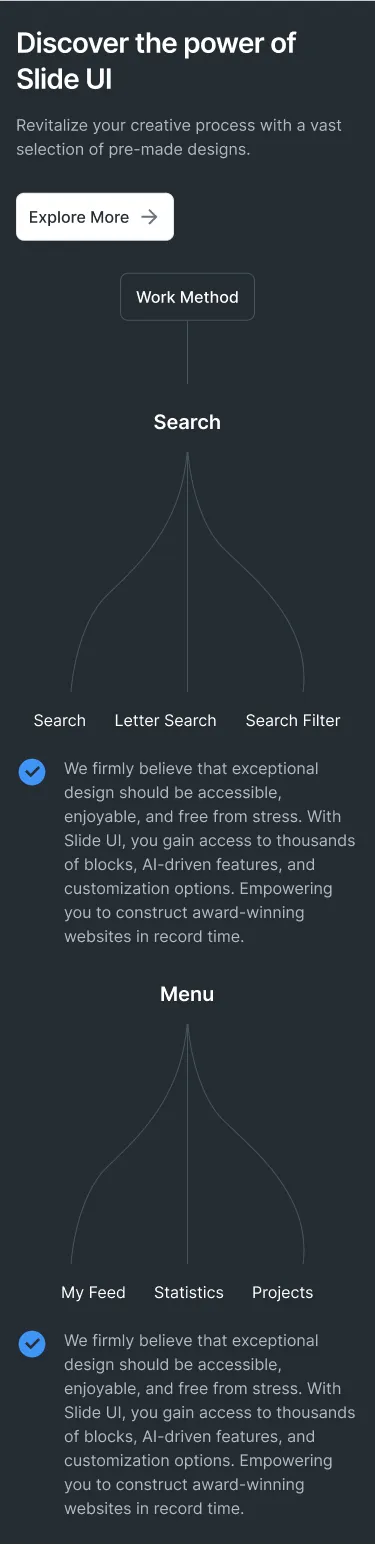 Discover the power of
Slide UI
Revitalize your creative process with a vast
selection of pre-made designs.
Explore More
Work Method
Search
Search Letter Search Search Filter
We firmly believe that exceptional
design should be accessible,
enjoyable, and free from stress. With
Slide UI, you gain access to thousands
of blocks, AI-driven features, and
customization options. Empowering
you to construct award-winning
websites in record time.
Menu
My Feed Statistics Projects
We firmly believe that exceptional
design should be accessible,
enjoyable, and free from stress. With
Slide UI, you gain access to thousands
of blocks, AI-driven features, and
customization options. Empowering
you to construct award-winning
websites in record time.